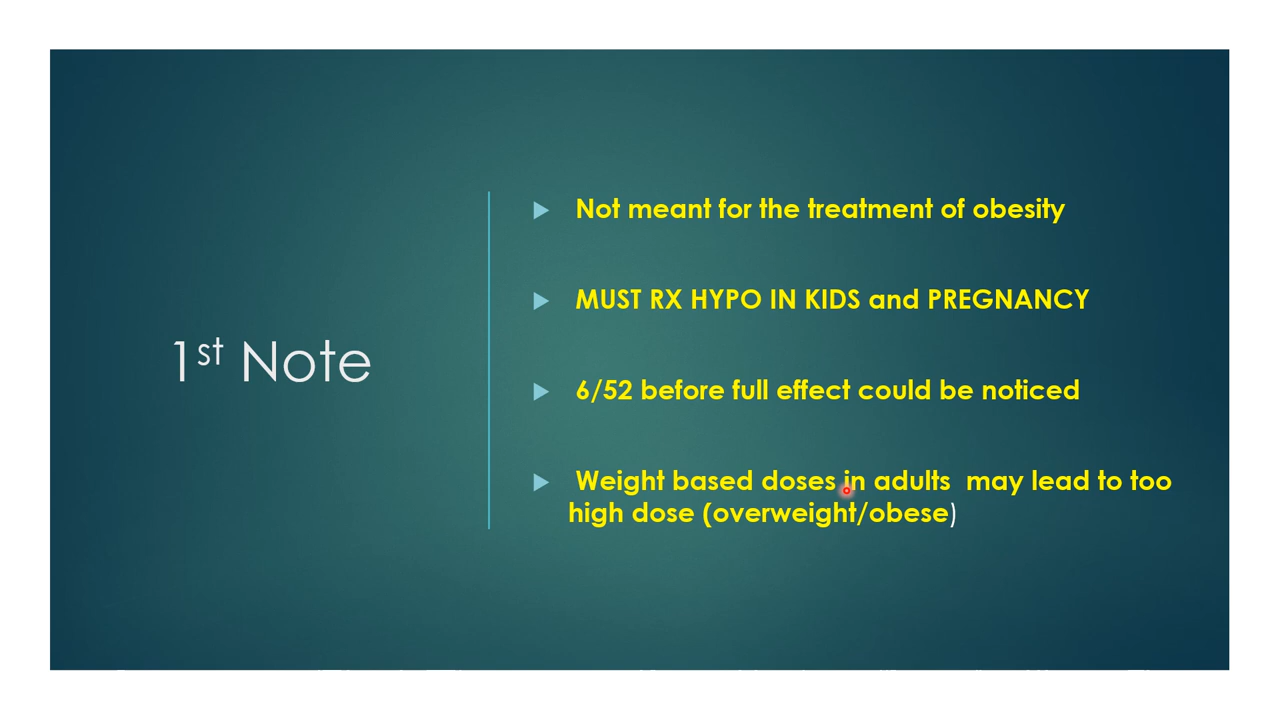 1st Note
Not meant for the treatment of obesity
MUST RX HYPO IN KIDS and PREGNANCY
6/52 before full effect could be noticed
Weight based doses in adults may lead to too
high dose (overweight/obese)